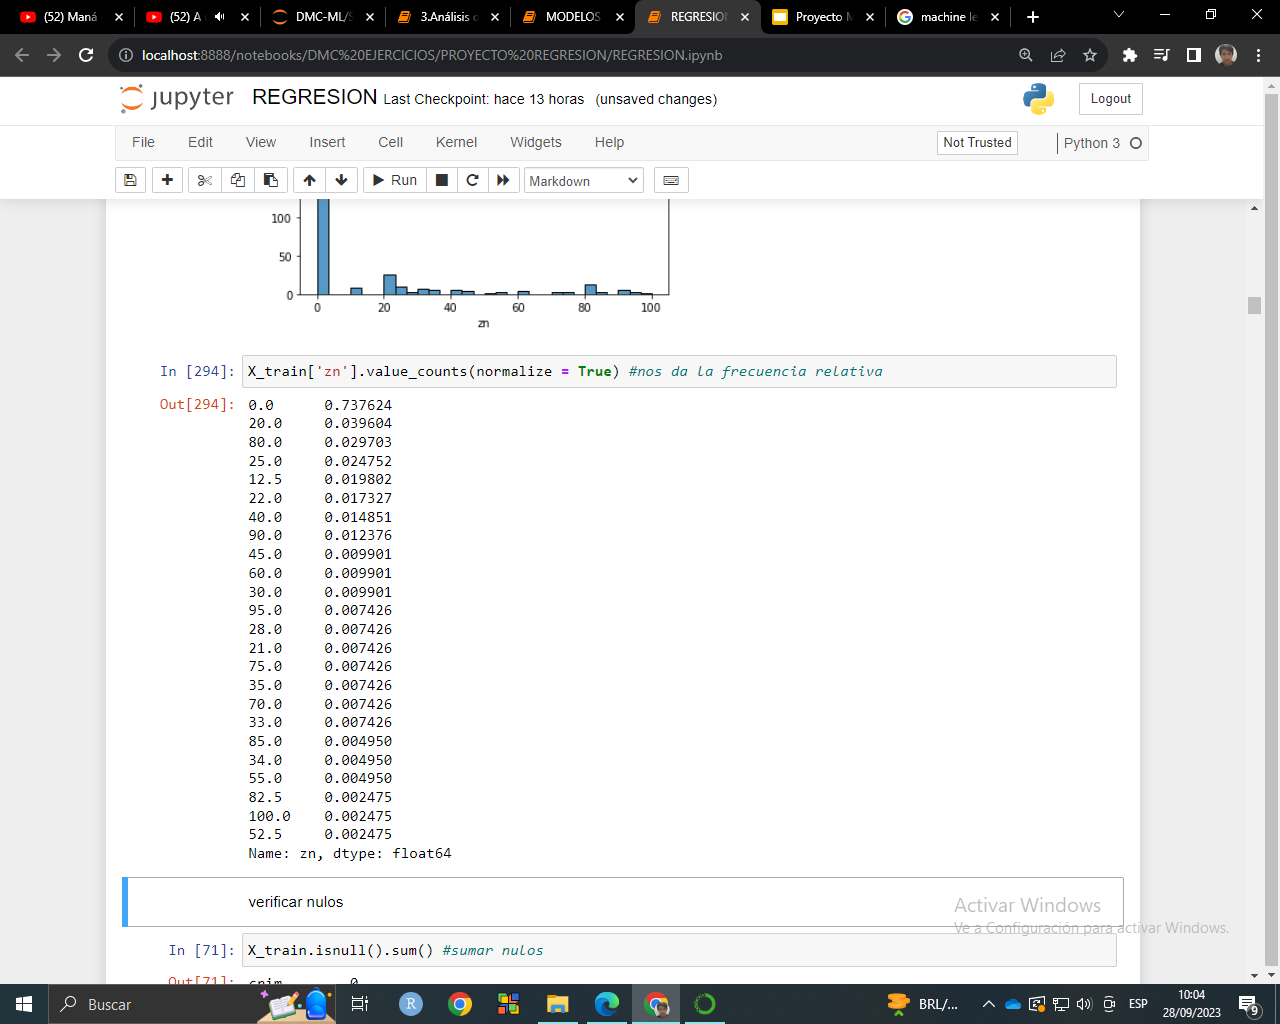 (52) Maná
(52) A
DMC-ML/S
3.Análisis d
MODELOS
REGRESION
Proyecto M
machine le
localhost:8888/notebooks/DMC%20EJERCICIOS/PROYECTO%20REGRESION/REGRESION.ipynb
jupyter REGRESION Last Checkpoint: hace 13 horas (unsaved changes)
Logout
File Edit View Insert Cell Kernel Widgets Help
Not Trusted
Python 3
Run
Markdown
100
50
0
0 20 40 60 80 100
zn
In [294]: X_train['zn'].value_counts(normalize = True) #nos da la frecuencia relativa
Out[294]: 0.0 0.737624
20.0 0.039604
80.0 0.029703
25.0 0.024752
12.5 0.019802
22.0 0.017327
40.0 0.014851
90.0 0.012376
45.0 0.009901
60.0 0.009901
30.0 0.009901
95.0 0.007426
28.0 0.007426
21.0 0.007426
75.0 0.007426
35.0 0.007426
70.0 0.007426
33.0 0.007426
85.0 0.004950
34.0 0.004950
55.0 0.004950
82.5 0.002475
100.0 0.002475
52.5 0.002475
Name: zn, dtype: float64
verificar nulos
Activar Windows
Ve a Configuración para activar Windows.
In [71]: X_train.isnull().sum() #sumar nulos
Out[71]: crim 0
Buscar
R
BRL/...
ESP
10:04
28/09/2023
9